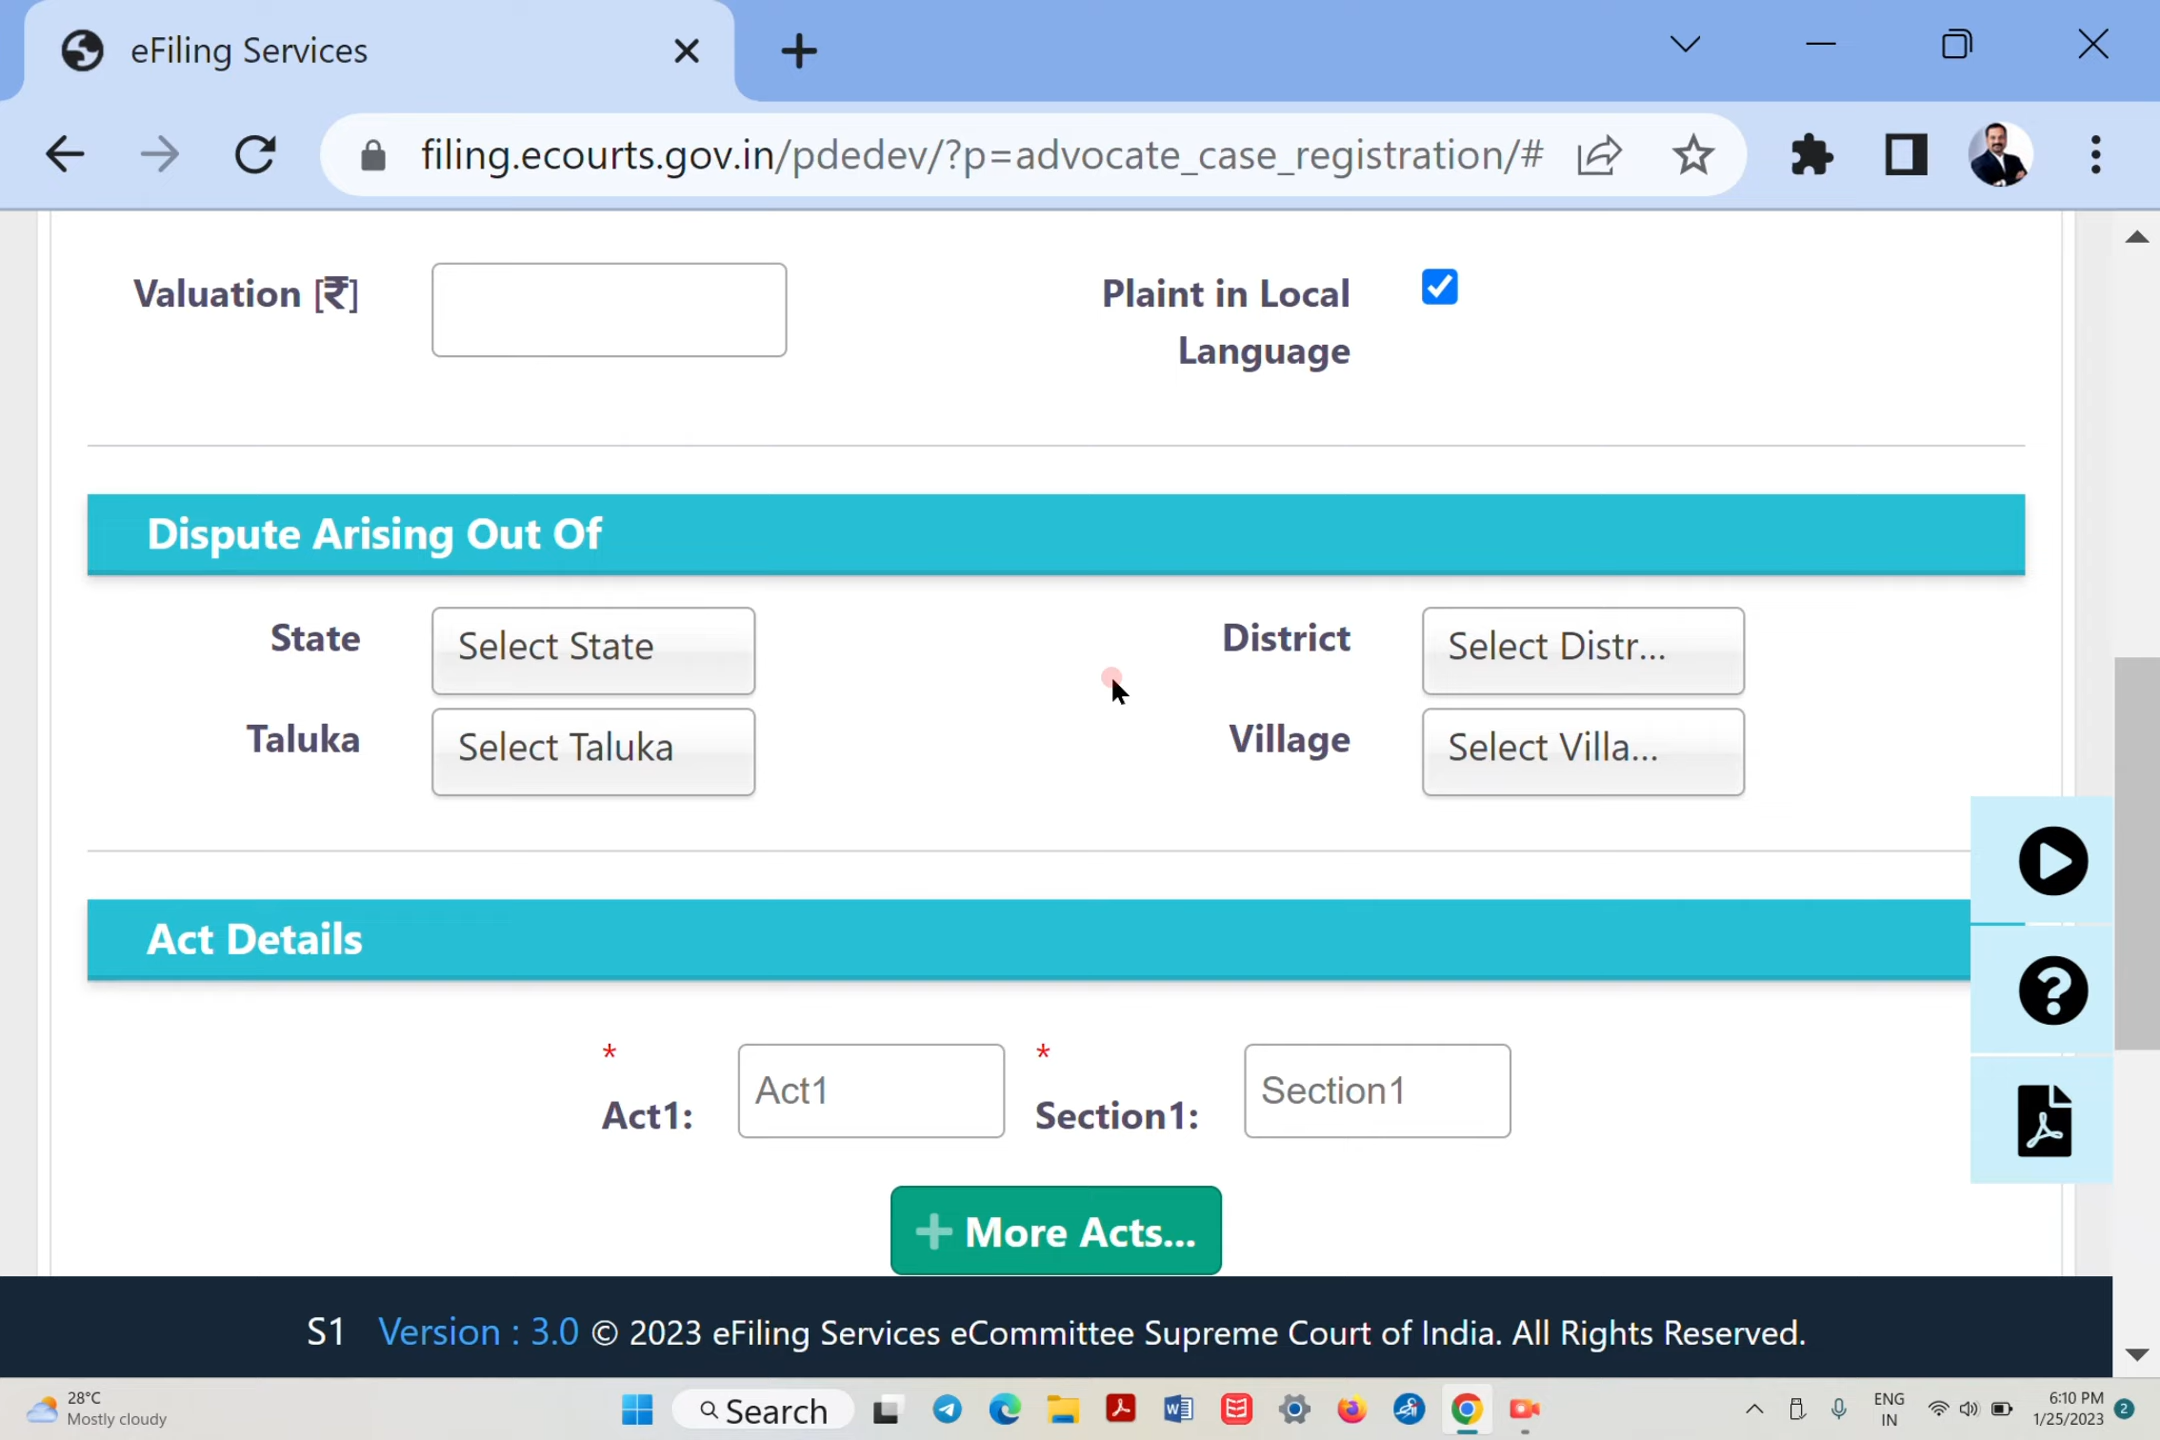 eFiling Services
filing.ecourts.gov.in/pdedev/?p=advocate_case_registration/#
Valuation [₹]
Plaint in Local
Language
Dispute Arising Out Of
State
Select State
District
Select Distr...
Taluka
Select Taluka
Village
Select Villa...
Act Details
*
Act1:
Act1
*
Section1:
Section1
+ More Acts...
S1 Version : 3.0 © 2023 eFiling Services eCommittee Supreme Court of India. All Rights Reserved.
28°C
Mostly cloudy
Search
ENG
IN
6:10 PM
1/25/2023
2